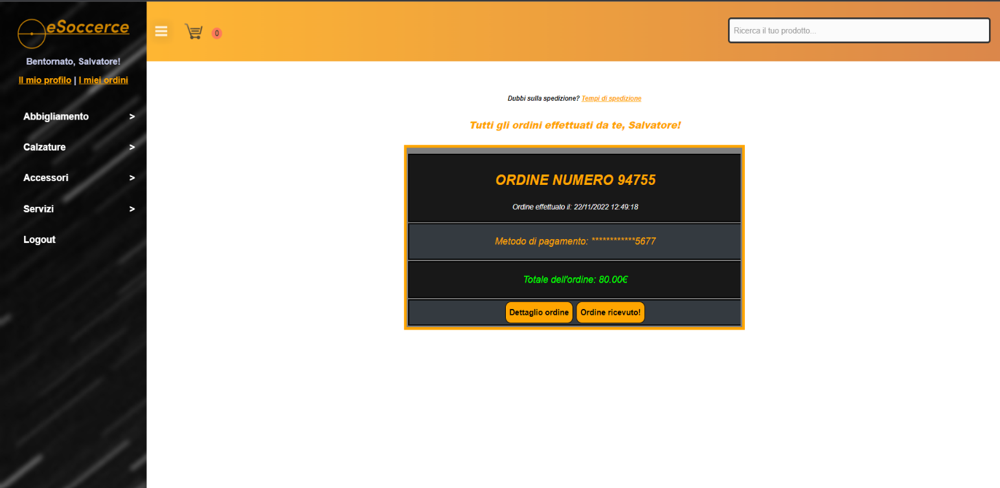 eSoccerce
Bentornato, Salvatore!
Il mio profilo | I miei ordini
Abbigliamento >
Calzature >
Accessori >
Servizi >
Logout
0
Ricerca il tuo prodotto...
Dubbi sulla spedizione? Tempi di spedizione
Tutti gli ordini effettuati da te, Salvatore!
ORDINE NUMERO 94755
Ordine effettuato il: 22/11/2022 12:49:18
Metodo di pagamento: ************5677
Totale dell'ordine: 80.00€
Dettaglio ordine Ordine ricevuto!